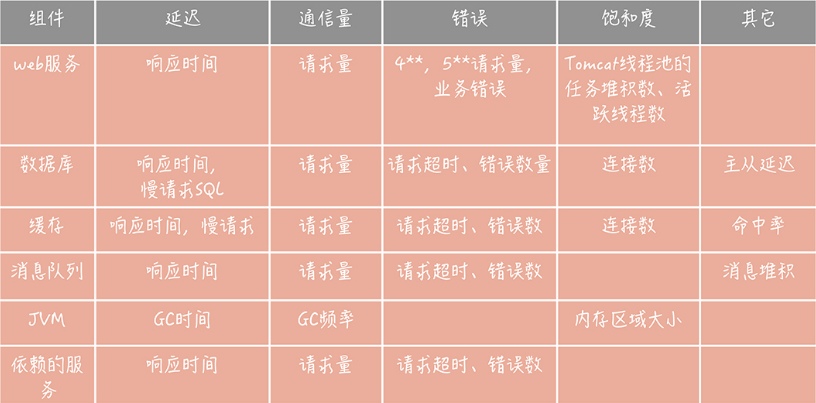 组件 延迟 通信量 错误 饱和度 其它
web服务 响应时间 请求量 4**，5**请求量， Tomcat线程池的
业务错误 任务堆积数、活
跃线程数
数据库 响应时间， 请求量 请求超时、错误数量 连接数 主从延迟
慢请求SQL
缓存 响应时间，慢请求 请求量 请求超时、错误数 连接数 命中率
消息队列 响应时间 请求量 请求超时、错误数 消息堆积
JVM GC时间 GC频率 内存区域大小
依赖的服 响应时间 请求量 请求超时、错误数
务